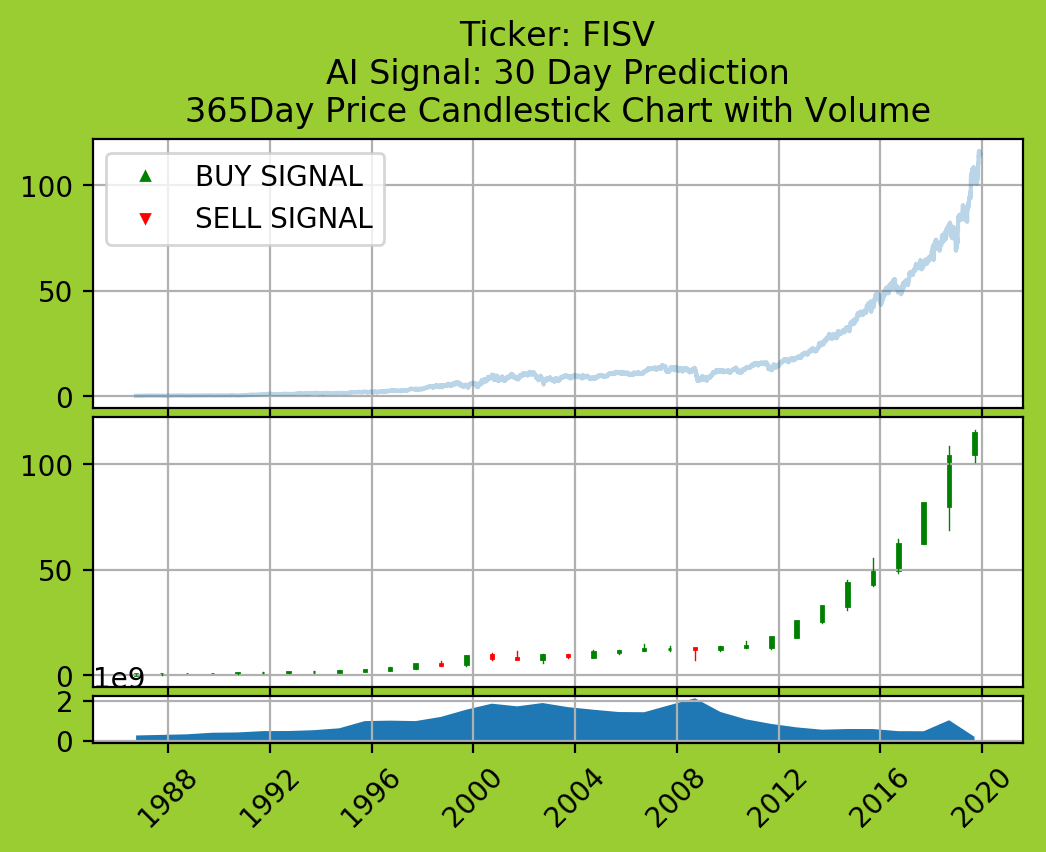 Ticker: FISV
AI Signal: 30 Day Prediction
365Day Price Candlestick Chart with Volume
BUY SIGNAL
SELL SIGNAL
100
50
0
100
50
0
1e9
2
0
1988
1992
1996
2000
2004
2008
2012
2016
2020